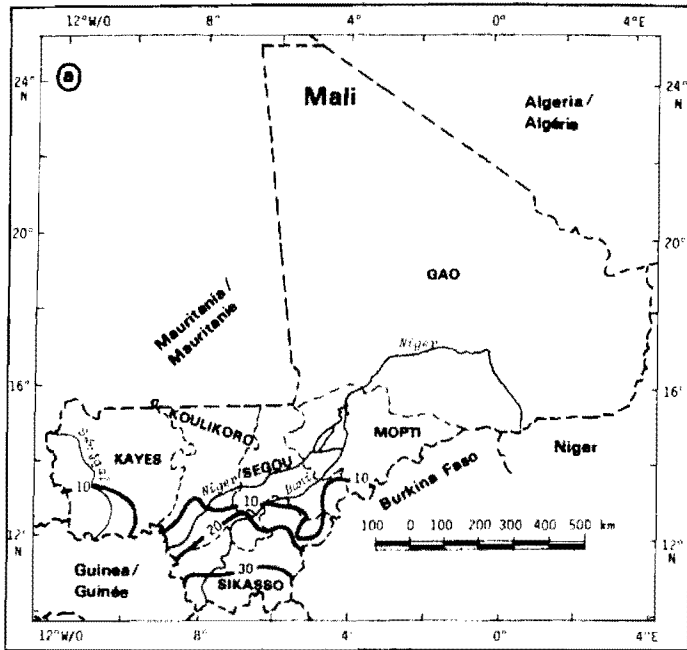 12°W/O 8° 4° 0° 4°E
a
Mali
24°
N
24°
N
Algeria/
Algérie
20°
20°
GAO
Mauritania/
Mauritanie
Niger
16°
16°
KOULIKORO
MOPTI
Niger
KAYES
Sénégal
Niger
SEGOU
Bani
10
10
10
Burkina Faso
20
100 0 100 200 300 400 500 km
12°
N
12°
N
Guinea/
Guinée
30
SIKASSO
12°W/O 8° 4° 0° 4°E